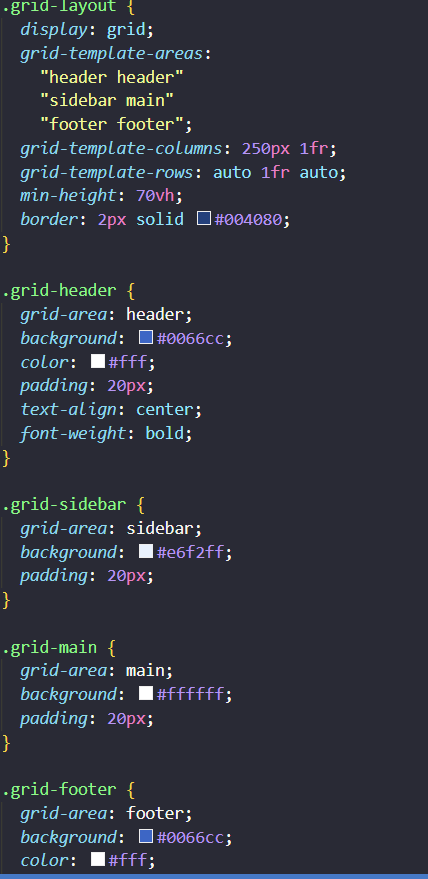 .grid-layout {
  display: grid;
  grid-template-areas:
    "header header"
    "sidebar main"
    "footer footer";
  grid-template-columns: 250px 1fr;
  grid-template-rows: auto 1fr auto;
  min-height: 70vh;
  border: 2px solid #004080;
}

.grid-header {
  grid-area: header;
  background: #0066cc;
  color: #fff;
  padding: 20px;
  text-align: center;
  font-weight: bold;
}

.grid-sidebar {
  grid-area: sidebar;
  background: #e6f2ff;
  padding: 20px;
}

.grid-main {
  grid-area: main;
  background: #ffffff;
  padding: 20px;
}

.grid-footer {
  grid-area: footer;
  background: #0066cc;
  color: #fff;